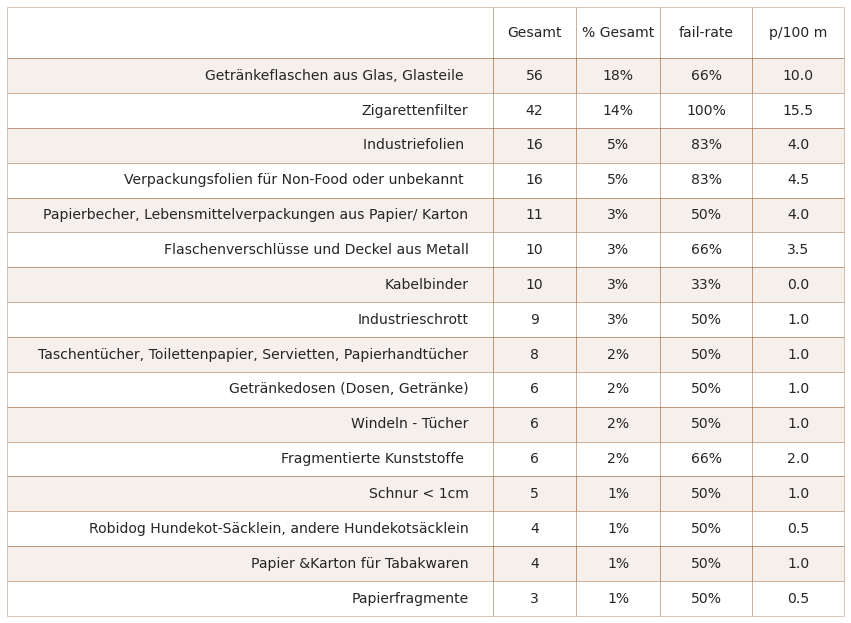 Gesamt % Gesamt fail-rate p/100 m
Getränkeflaschen aus Glas, Glasteile 56 18% 66% 10.0
Zigarettenfilter 42 14% 100% 15.5
Industriefolien 16 5% 83% 4.0
Verpackungsfolien für Non-Food oder unbekannt 16 5% 83% 4.5
Papierbecher, Lebensmittelverpackungen aus Papier/ Karton 11 3% 50% 4.0
Flaschenverschlüsse und Deckel aus Metall 10 3% 66% 3.5
Kabelbinder 10 3% 33% 0.0
Industrieschrott 9 3% 50% 1.0
Taschentücher, Toilettenpapier, Servietten, Papierhandtücher 8 2% 50% 1.0
Getränkedosen (Dosen, Getränke) 6 2% 50% 1.0
Windeln - Tücher 6 2% 50% 1.0
Fragmentierte Kunststoffe 6 2% 66% 2.0
Schnur < 1cm 5 1% 50% 1.0
Robidog Hundekot-Säcklein, andere Hundekotsäcklein 4 1% 50% 0.5
Papier &Karton für Tabakwaren 4 1% 50% 1.0
Papierfragmente 3 1% 50% 0.5